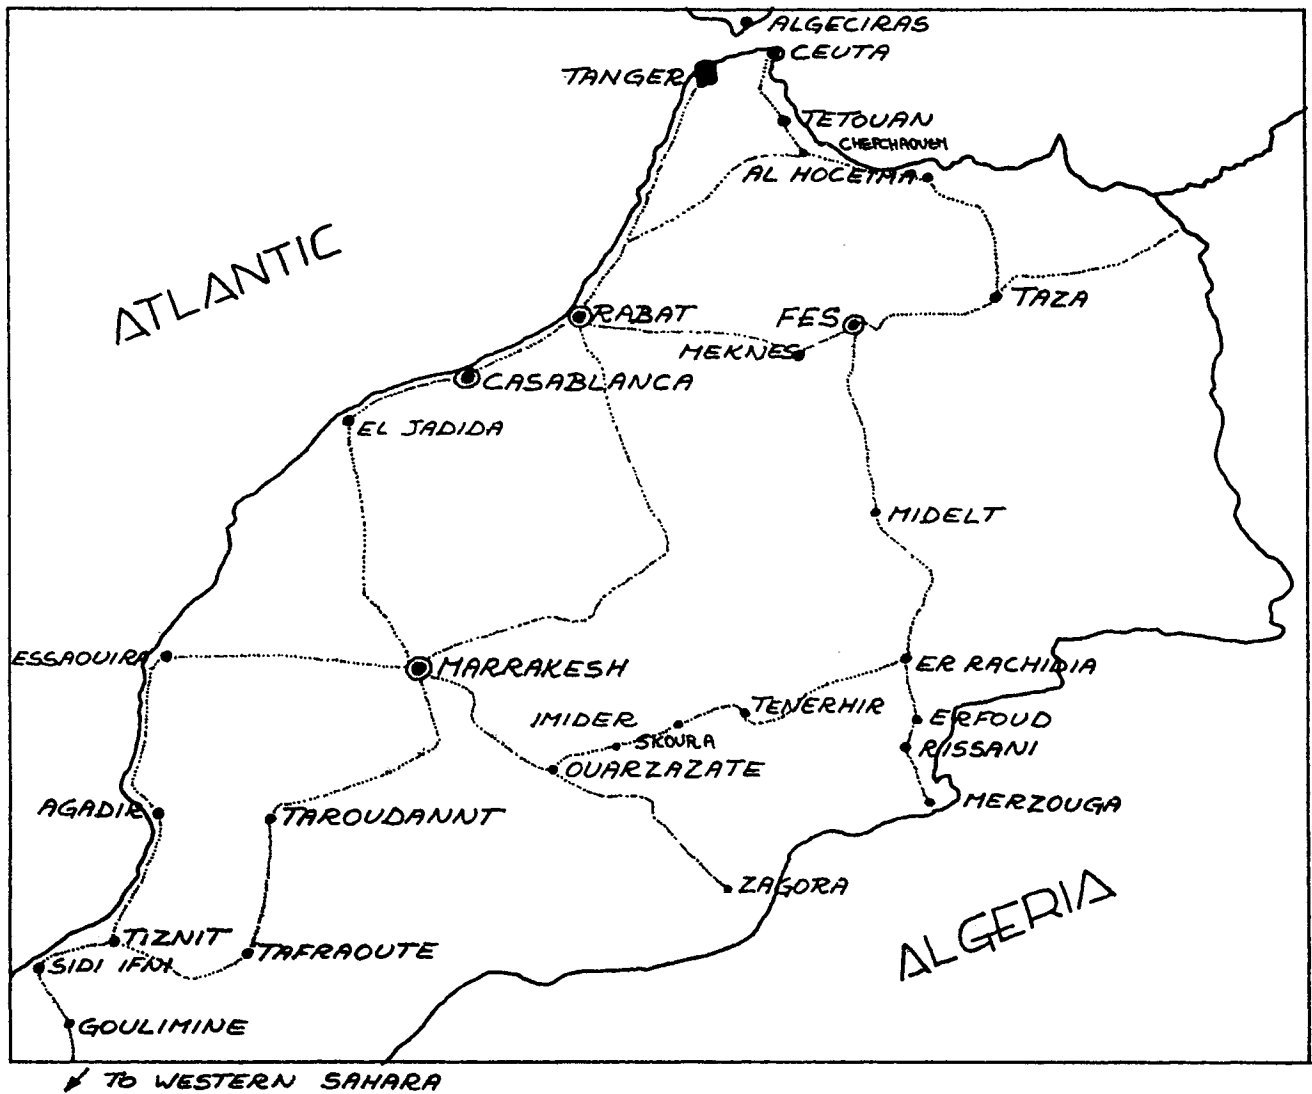 ALGECIRAS
CEUTA
TANGER
TETOUAN
CHEFCHAOUEN
AL HOCEIMA
ATLANTIC
TAZA
RABAT
FES
MEKNES
CASABLANCA
EL JADIDA
MIDELT
ESSAOUIRA
MARRAKESH
ER RACHIDIA
TENERHIR
IMIDER
ERFOUD
SKOURA
RISSANI
OUARZAZATE
MERZOUGA
AGADIR
TAROUDANNT
ZAGORA
ALGERIA
TIZNIT
TAFRAOUTE
SIDI IFNI
GOULIMINE
TO WESTERN SAHARA